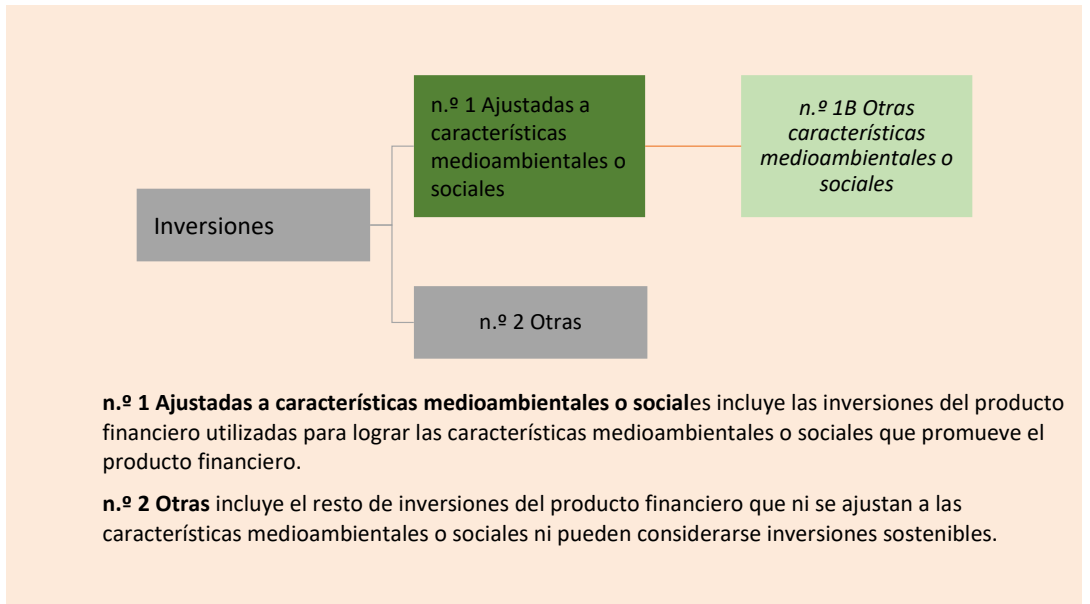 n.º 1 Ajustadas a
características
medioambientales o
sociales
n.º 1B Otras
características
medioambientales o
sociales
Inversiones
n.º 2 Otras
n.º 1 Ajustadas a características medioambientales o sociales incluye las inversiones del producto
financiero utilizadas para lograr las características medioambientales o sociales que promueve el
producto financiero.
n.º 2 Otras incluye el resto de inversiones del producto financiero que ni se ajustan a las
características medioambientales o sociales ni pueden considerarse inversiones sostenibles.